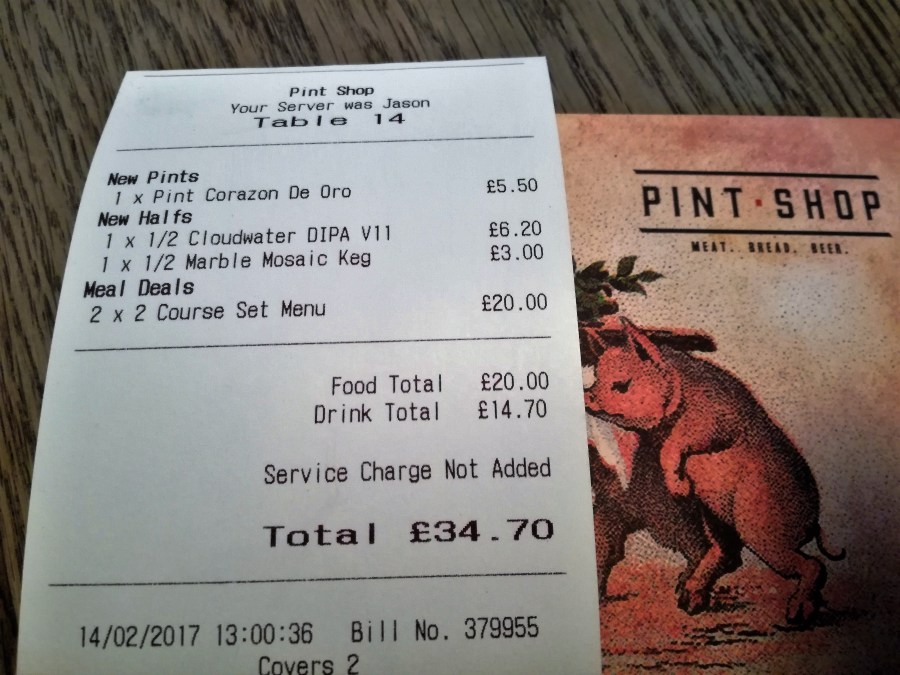 Pint Shop
Your Server was Jason
Table 14
New Pints
1 x Pint Corazon De Oro £5.50
New Halfs
1 x 1/2 Cloudwater DIPA V11 £6.20
1 x 1/2 Marble Mosaic Keg £3.00
Meal Deals
2 x 2 Course Set Menu £20.00
Food Total £20.00
Drink Total £14.70
Service Charge Not Added
Total £34.70
14/02/2017 13:00:36 Bill No. 379955
Covers 2
PINT·SHOP
MEAT. BREAD. BEER.